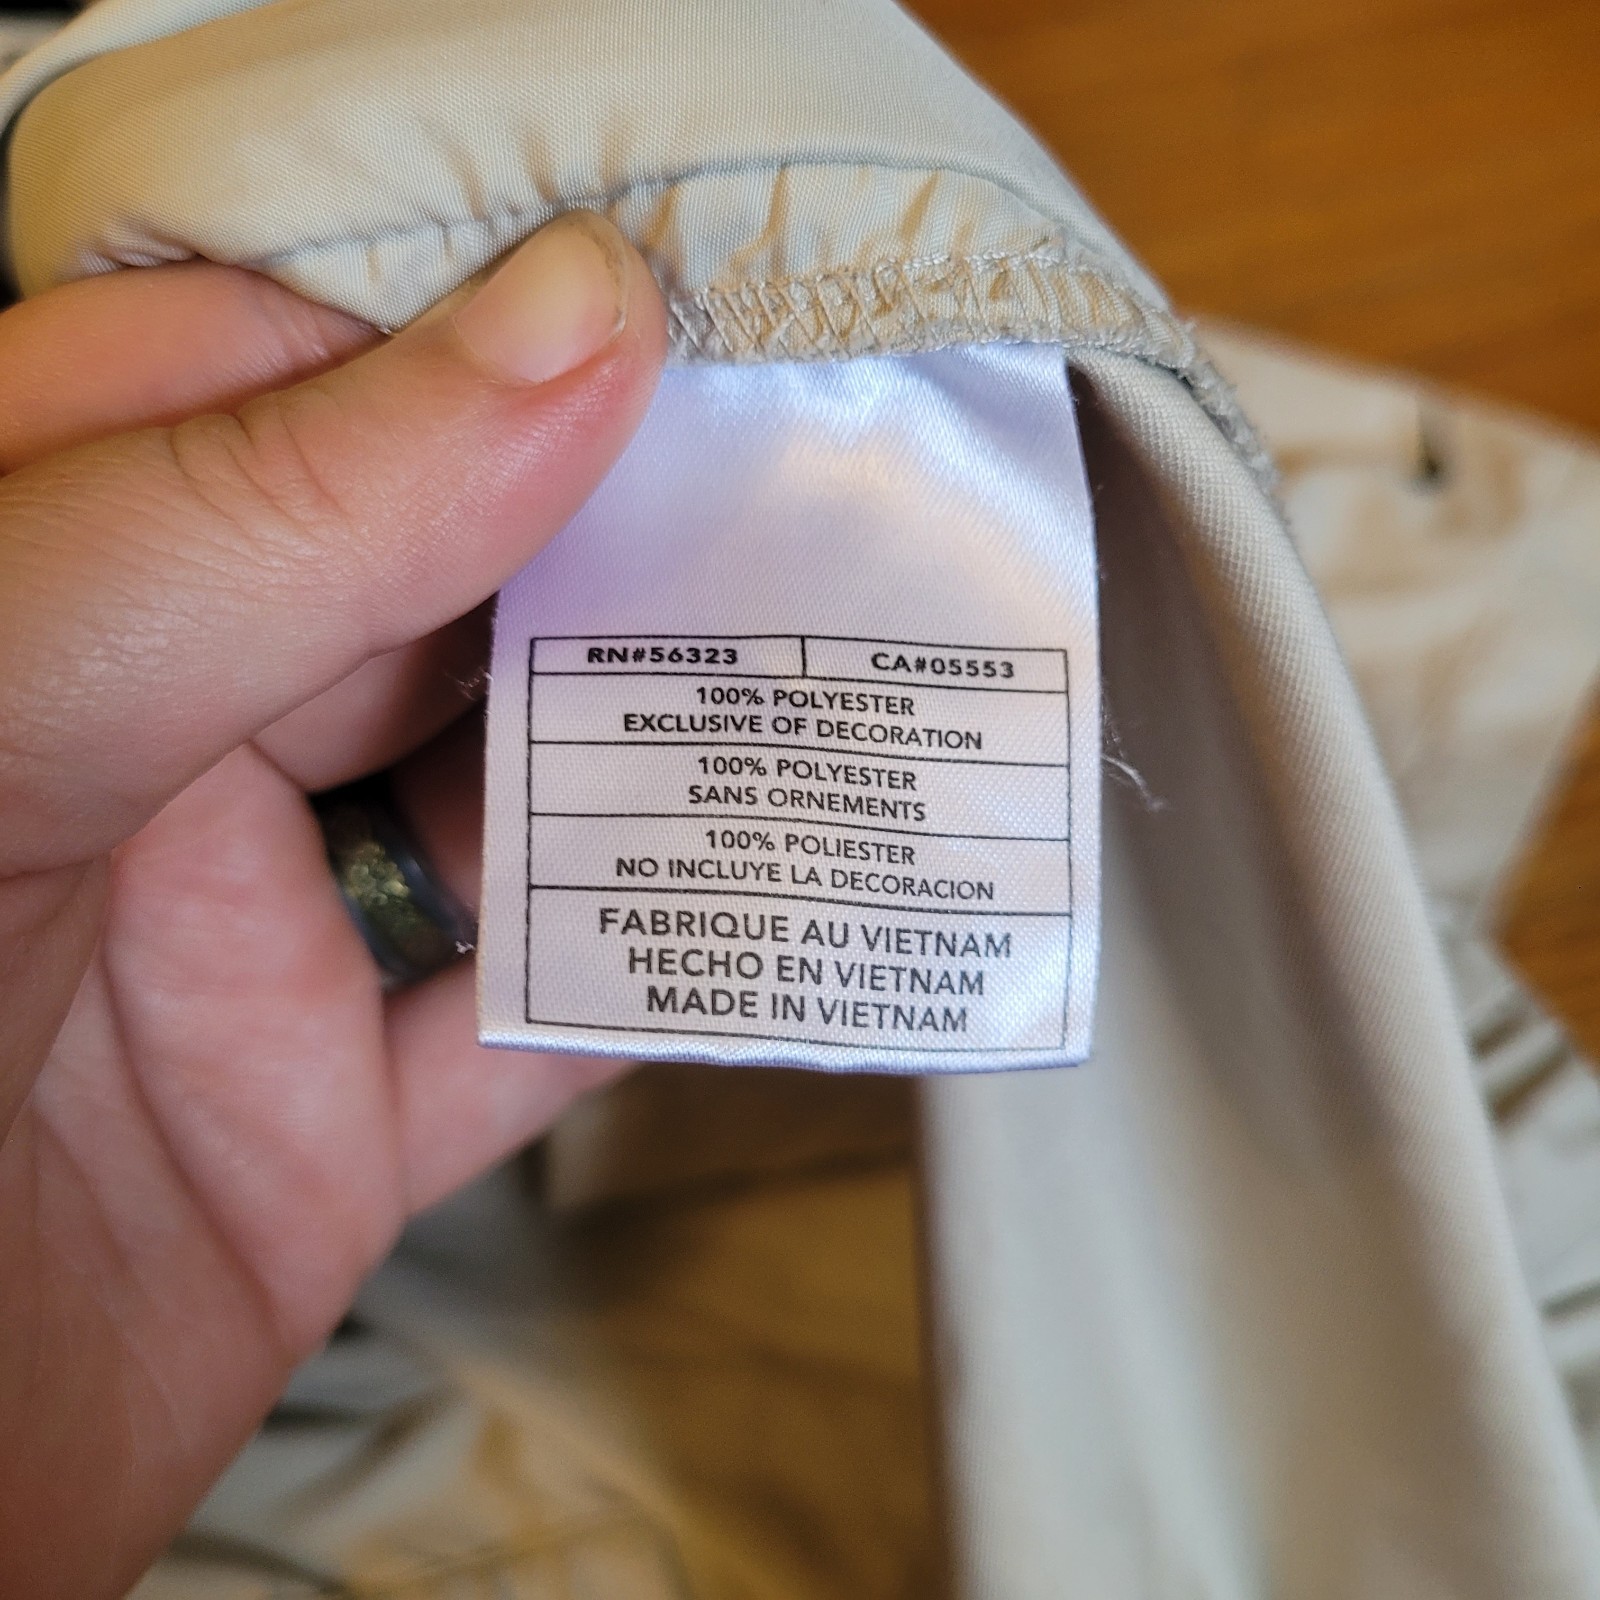 RN#56323 CA#05553
100% POLYESTER
EXCLUSIVE OF DECORATION
100% POLYESTER
SANS ORNEMENTS
100% POLIESTER
NO INCLUYE LA DECORACION
FABRIQUE AU VIETNAM
HECHO EN VIETNAM
MADE IN VIETNAM